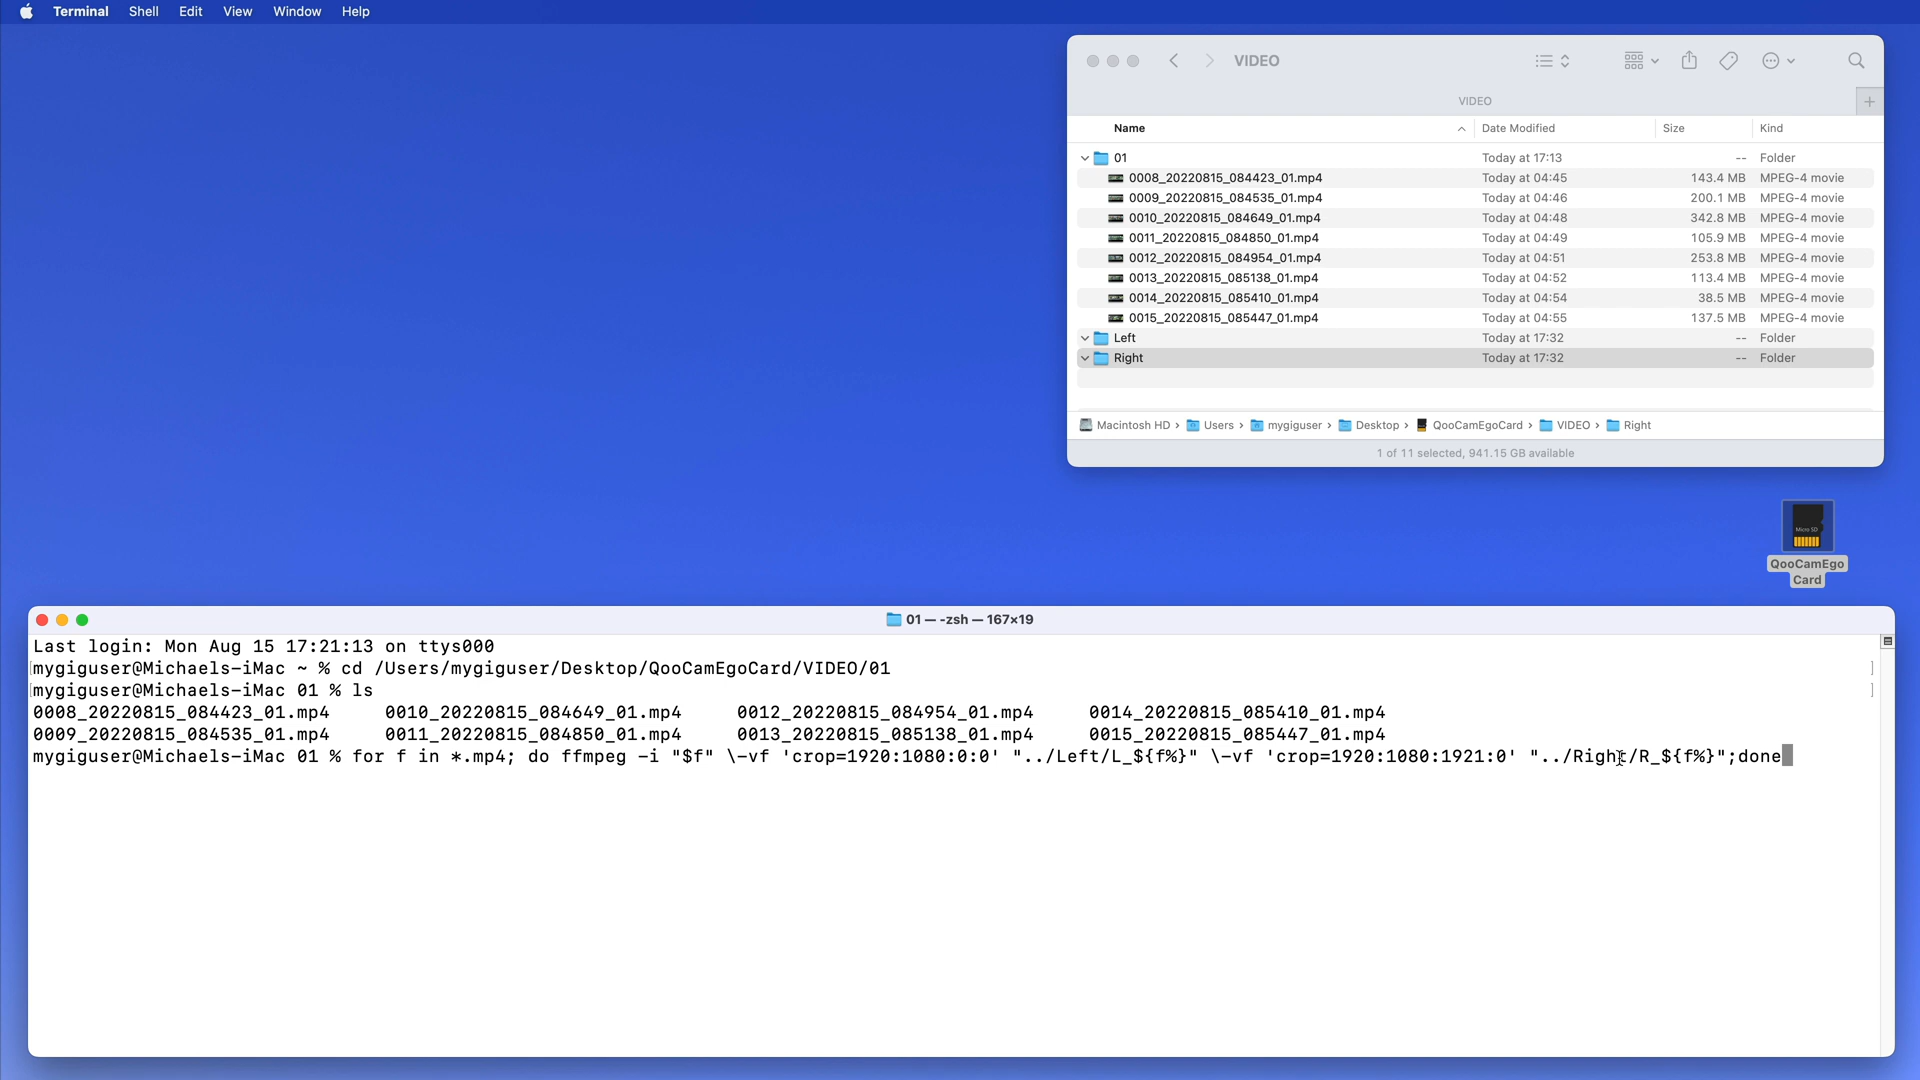 Terminal Shell Edit View Window Help
VIDEO
VIDEO
Name Date Modified Size Kind
01 Today at 17:13 -- Folder
0008_20220815_084423_01.mp4 Today at 04:45 143.4 MB MPEG-4 movie
0009_20220815_084535_01.mp4 Today at 04:46 200.1 MB MPEG-4 movie
0010_20220815_084649_01.mp4 Today at 04:48 342.8 MB MPEG-4 movie
0011_20220815_084850_01.mp4 Today at 04:49 105.9 MB MPEG-4 movie
0012_20220815_084954_01.mp4 Today at 04:51 253.8 MB MPEG-4 movie
0013_20220815_085138_01.mp4 Today at 04:52 113.4 MB MPEG-4 movie
0014_20220815_085410_01.mp4 Today at 04:54 38.5 MB MPEG-4 movie
0015_20220815_085447_01.mp4 Today at 04:55 137.5 MB MPEG-4 movie
Left Today at 17:32 -- Folder
Right Today at 17:32 -- Folder
Macintosh HD › Users › mygiguser › Desktop › QooCamEgoCard › VIDEO › Right
1 of 11 selected, 941.15 GB available
Micro SD
QooCamEgo
Card
01 — -zsh — 167×19
Last login: Mon Aug 15 17:21:13 on ttys000
[mygiguser@Michaels-iMac ~ % cd /Users/mygiguser/Desktop/QooCamEgoCard/VIDEO/01 ]
[mygiguser@Michaels-iMac 01 % ls ]
0008_20220815_084423_01.mp4 0010_20220815_084649_01.mp4 0012_20220815_084954_01.mp4 0014_20220815_085410_01.mp4
0009_20220815_084535_01.mp4 0011_20220815_084850_01.mp4 0013_20220815_085138_01.mp4 0015_20220815_085447_01.mp4
mygiguser@Michaels-iMac 01 % for f in *.mp4; do ffmpeg -i "$f" \-vf 'crop=1920:1080:0:0' "../Left/L_${f%}" \-vf 'crop=1920:1080:1921:0' "../Right/R_${f%}";done